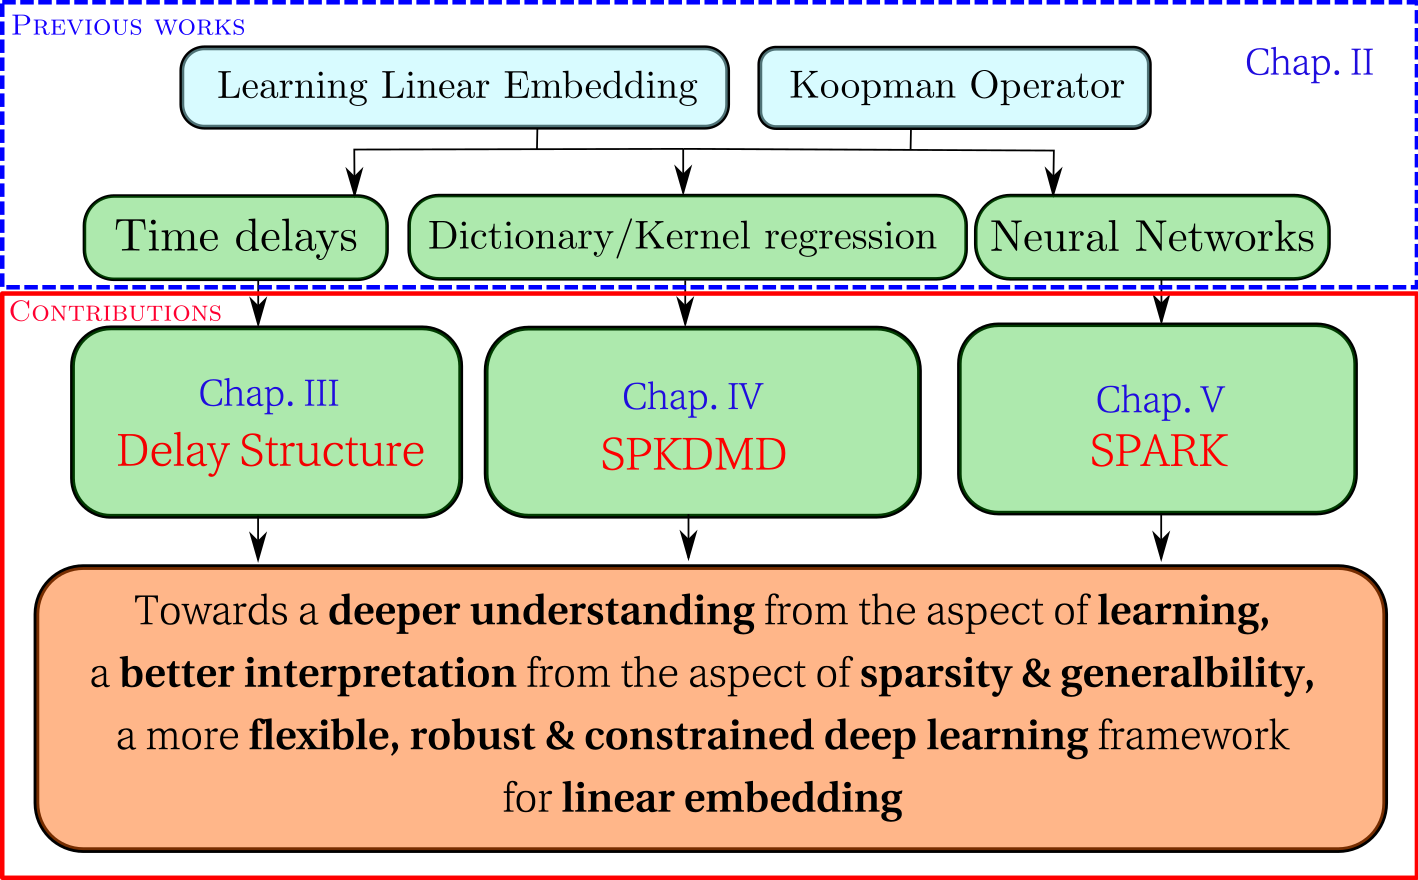 Previous works
Chap. II
Learning Linear Embedding
Koopman Operator
Time delays
Dictionary/Kernel regression
Neural Networks
Contributions
Chap. III
Delay Structure
Chap. IV
SPKDMD
Chap. V
SPARK
Towards a deeper understanding from the aspect of learning,
a better interpretation from the aspect of sparsity & generalbility,
a more flexible, robust & constrained deep learning framework
for linear embedding